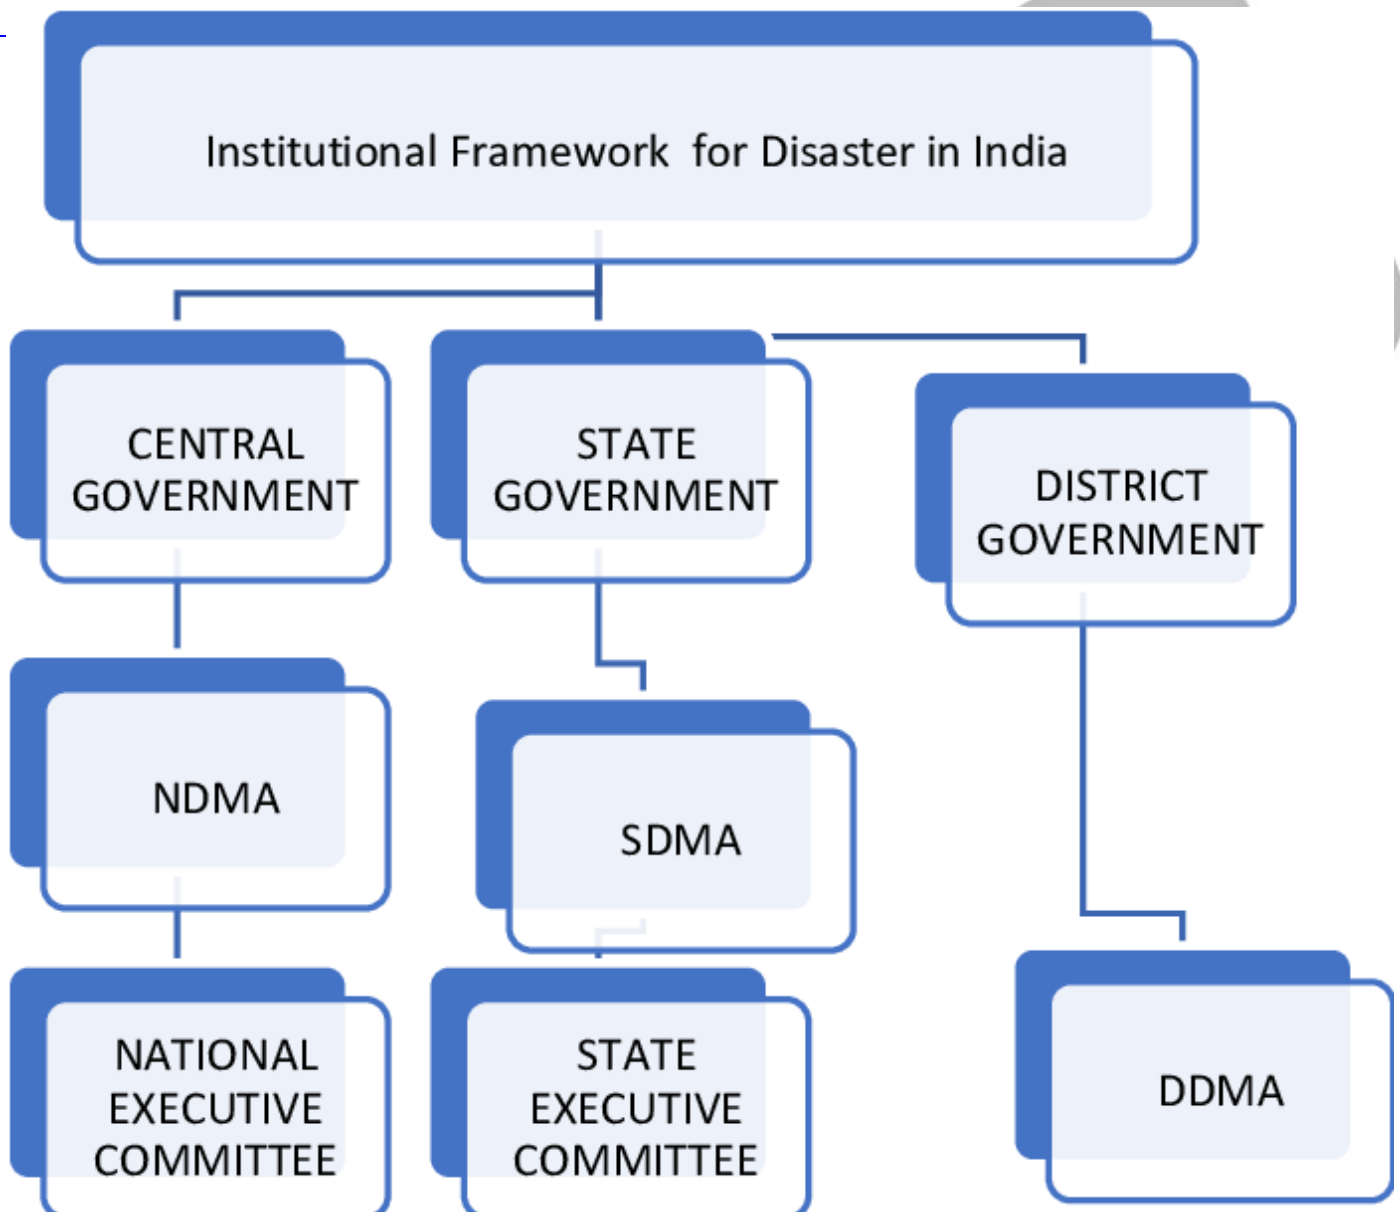 Institutional Framework  for Disaster in India
CENTRAL
GOVERNMENT
STATE
GOVERNMENT
DISTRICT
GOVERNMENT
NDMA
SDMA
NATIONAL
EXECUTIVE
COMMITTEE
STATE
EXECUTIVE
COMMITTEE
DDMA